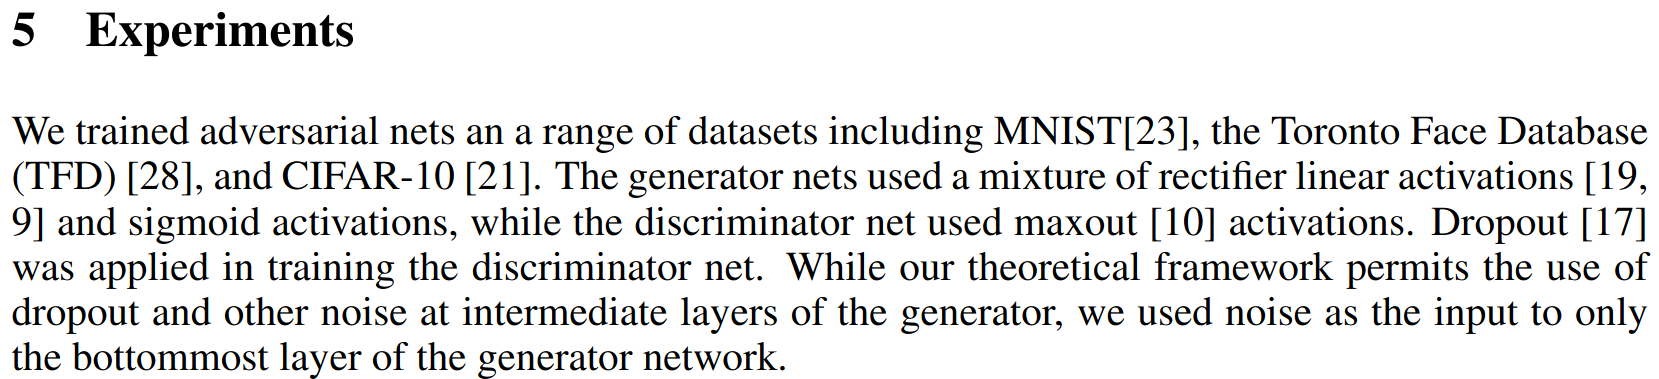 5 Experiments
We trained adversarial nets an a range of datasets including MNIST[23], the Toronto Face Database
(TFD) [28], and CIFAR-10 [21]. The generator nets used a mixture of rectifier linear activations [19,
9] and sigmoid activations, while the discriminator net used maxout [10] activations. Dropout [17]
was applied in training the discriminator net. While our theoretical framework permits the use of
dropout and other noise at intermediate layers of the generator, we used noise as the input to only
the bottommost layer of the generator network.